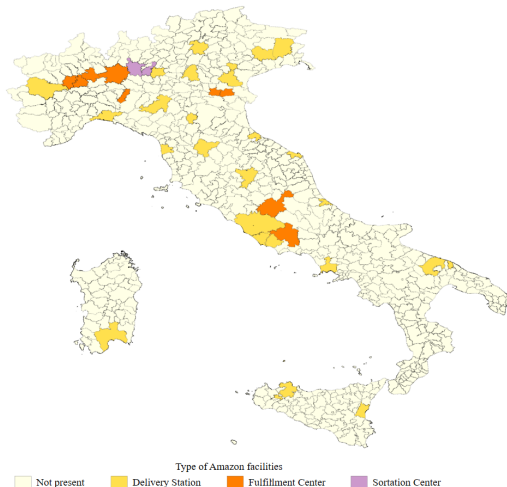 Type of Amazon facilities
Not present Delivery Station Fulfillment Center Sortation Center